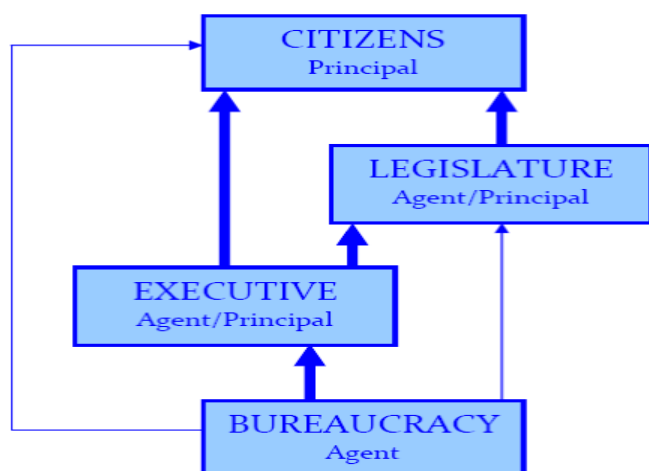 CITIZENS
Principal
LEGISLATURE
Agent/Principal
EXECUTIVE
Agent/Principal
BUREAUCRACY
Agent